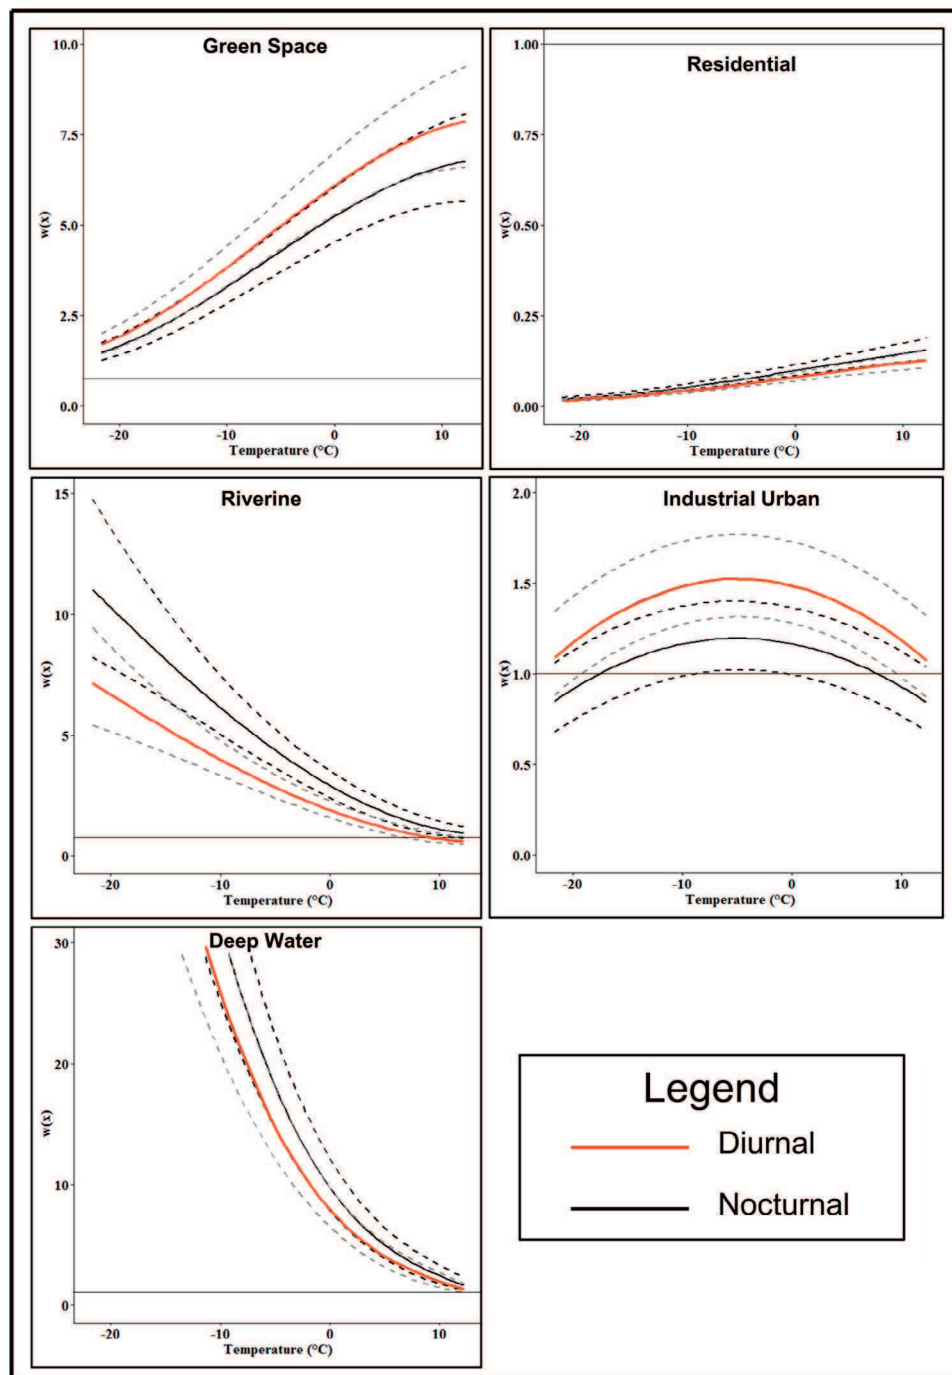 Green Space
10.0
7.5
5.0
2.5
0.0
w(x)
-20 -10 0 10
Temperature (°C)
Residential
1.00
0.75
0.50
0.25
0.00
w(x)
-20 -10 0 10
Temperature (°C)
Riverine
15
10
5
0
w(x)
-20 -10 0 10
Temperature (°C)
Industrial Urban
2.0
1.5
1.0
0.5
0.0
w(x)
-20 -10 0 10
Temperature (°C)
Deep Water
30
20
10
0
w(x)
-20 -10 0 10
Temperature (°C)
Legend
Diurnal
Nocturnal